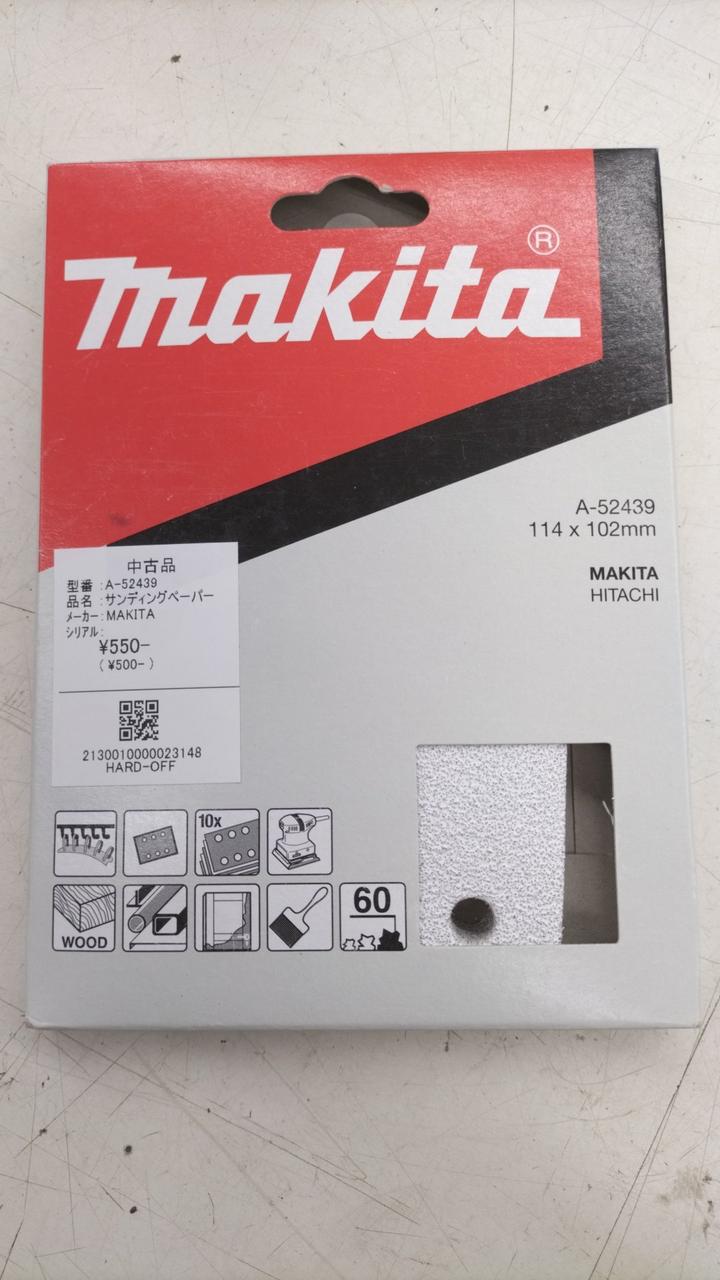 makita®
A-52439
114 x 102mm
MAKITA
HITACHI
中古品
型番 :A-52439
品名 :サンディングペーパー
メーカー:MAKITA
シリアル:
¥550-
(¥500-)
2130010000023148
HARD-OFF
10x
WOOD
60